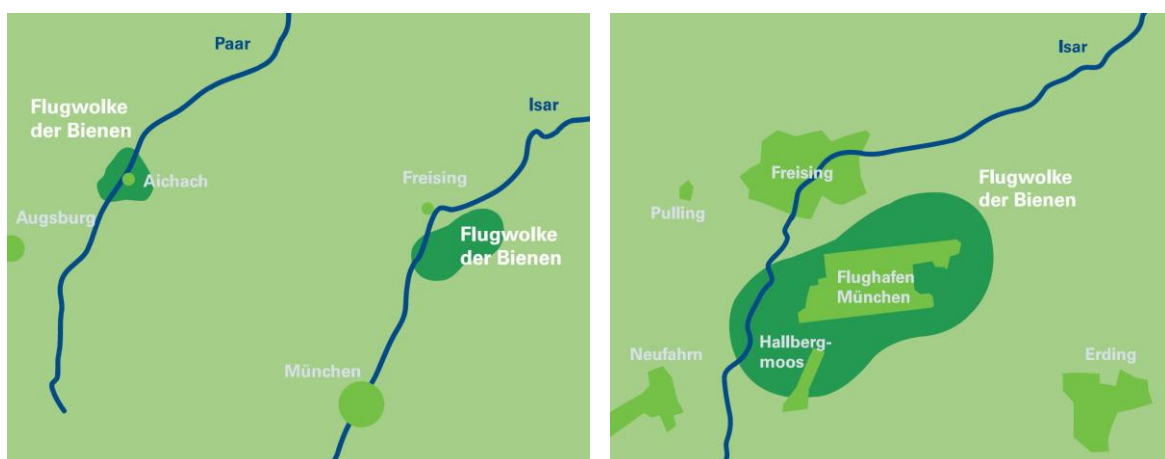 Paar
Isar
Flugwolke
der Bienen
Aichach
Freising
Augsburg
Flugwolke
der Bienen
München
Isar
Freising
Flugwolke
der Bienen
Pulling
Flughafen
München
Hallberg-
moos
Neufahrn
Erding